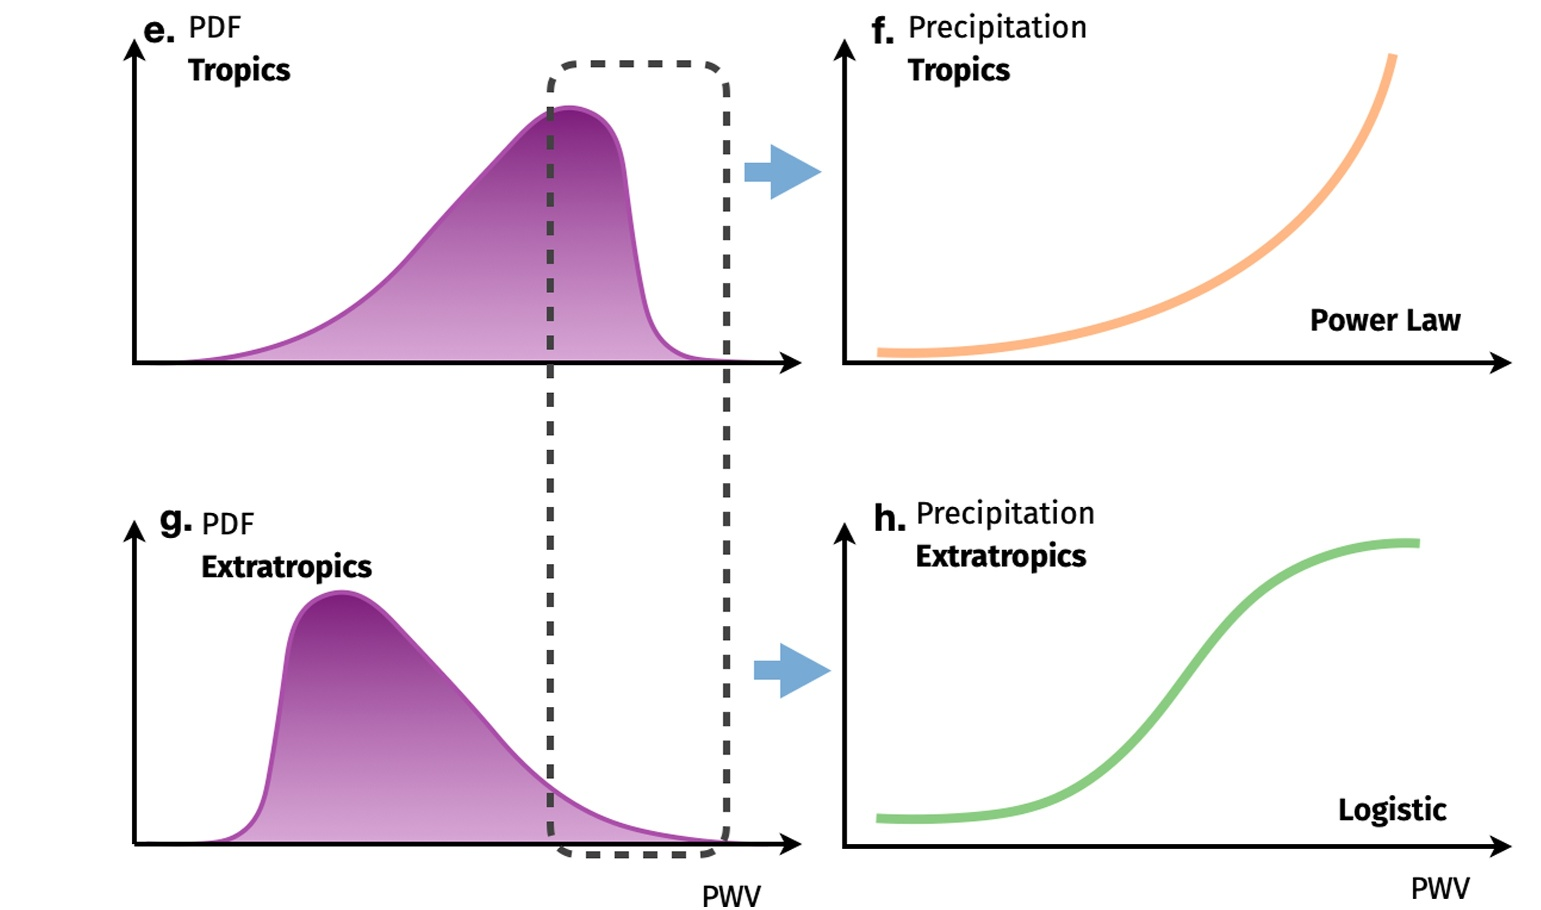 e. PDF
Tropics
f. Precipitation
Tropics
Power Law
g. PDF
Extratropics
h. Precipitation
Extratropics
Logistic
PWV
PWV